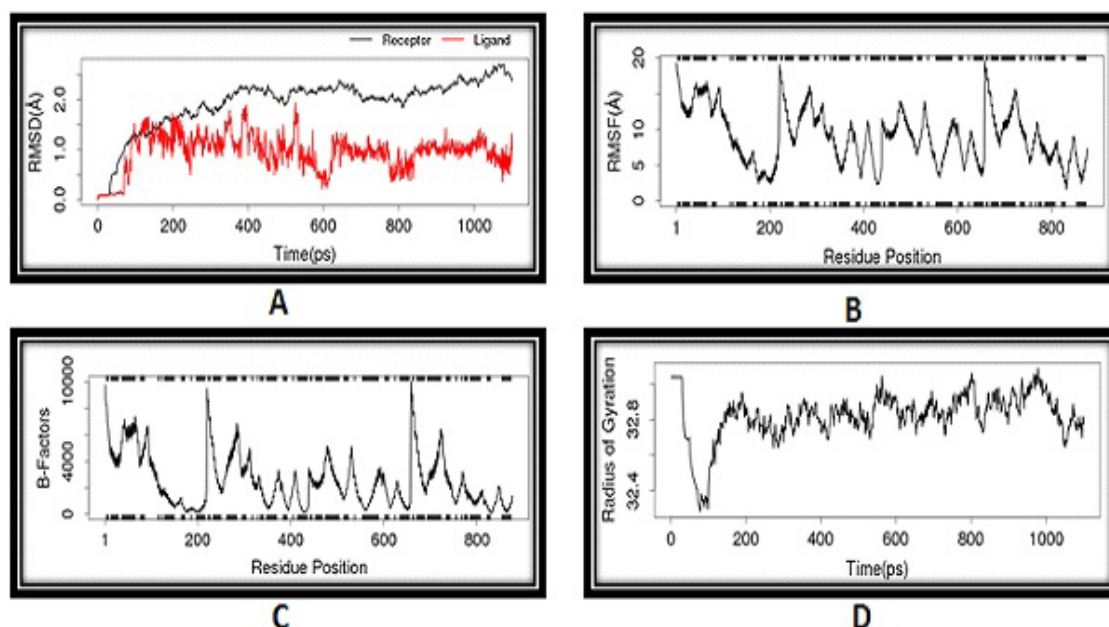 Receptor Ligand
RMSD(Å)
0.0 1.0 2.0
0 200 400 600 800 1000
Time(ps)
A
RMSF(Å)
0 5 10 20
1 200 400 600 800
Residue Position
B
B-Factors
0 4000 10000
1 200 400 600 800
Residue Position
C
Radius of Gyration
32.4 32.8
0 200 400 600 800 1000
Time(ps)
D